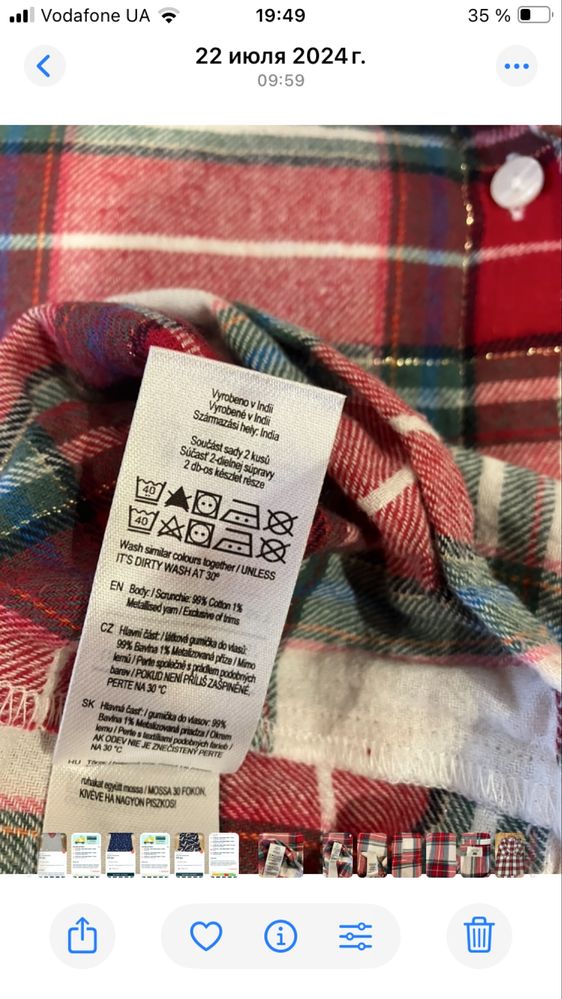 Vodafone UA
19:49
35 %
22 июля 2024 г.
09:59
Vyrobeno v Indii
Vyrobené v Indii
Származási hely: India
Součást sady 2 kusů
Súčasť 2-dielnej súpravy
2 db-os készlet része
40
40
Wash similar colours together / UNLESS
IT'S DIRTY WASH AT 30°
EN Body: / Scrunchie: 99% Cotton 1%
Metallised yarn / Exclusive of trims
CZ Hlavní část: / látková gumička do vlasů:
99% Bavlna 1% Metalizovaná příze / Mimo
lemů / Perte společně s prádlem podobných
barev / POKUD NENÍ PŘÍLIŠ ZAŠPINĚNÉ,
PERTE NA 30 °C
SK Hlavná časť: / gumička do vlasov: 99%
Bavlna 1% Metalizovaná priadza / Okrem
lemu / Perte s textíliami podobných farieb /
AK ODEV NIE JE ZNEČISTENÝ PERTE
NA 30 °C
HU
ruhákat együtt mossa / MOSSA 30 FOKON,
KIVÉVE HA NAGYON PISZKOS!